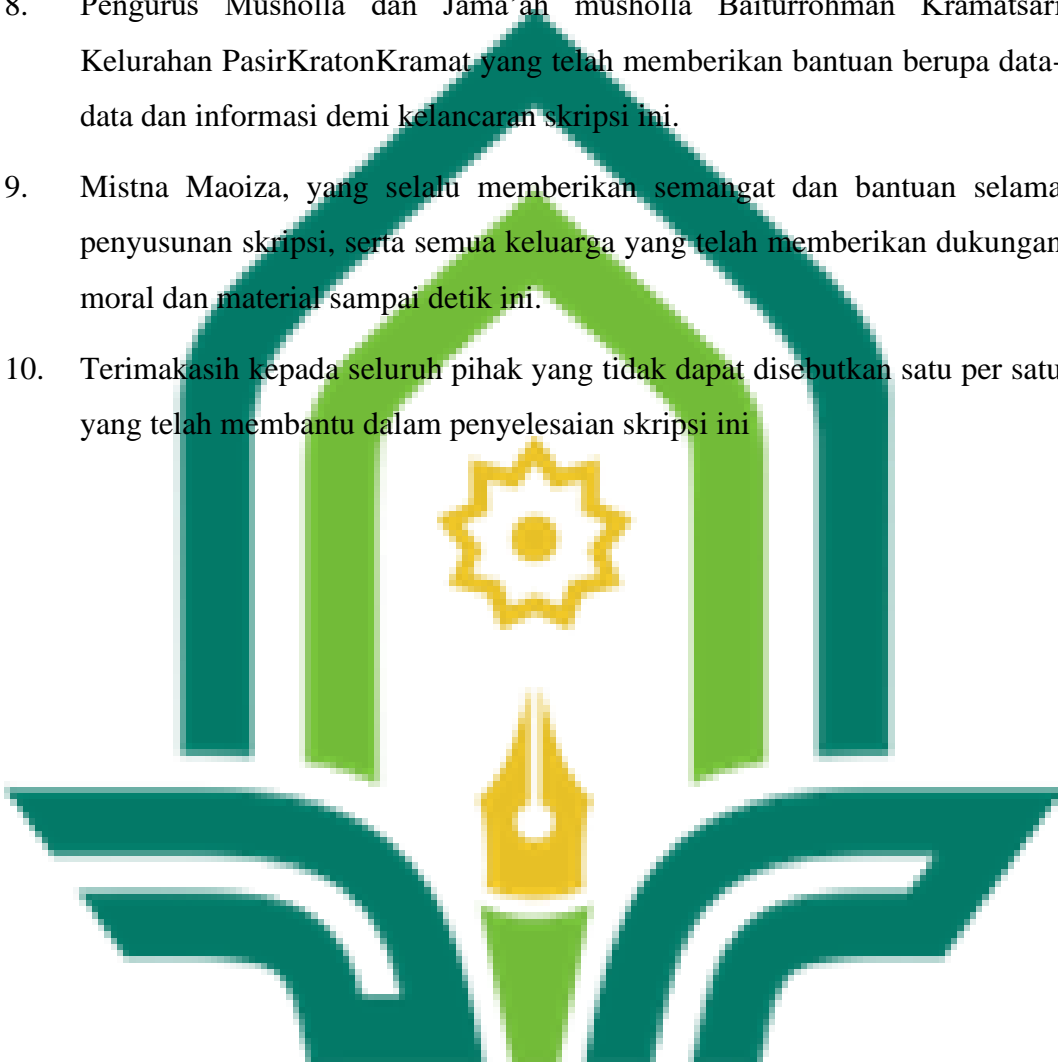 8. Pengurus Musholla dan Jama'ah musholla Baiturrohman Kramatsari
Kelurahan PasirKratonKramat yang telah memberikan bantuan berupa data-
data dan informasi demi kelancaran skripsi ini.
9. Mistna Maoiza, yang selalu memberikan semangat dan bantuan selama
penyusunan skripsi, serta semua keluarga yang telah memberikan dukungan
moral dan material sampai detik ini.
10. Terimakasih kepada seluruh pihak yang tidak dapat disebutkan satu per satu
yang telah membantu dalam penyelesaian skripsi ini